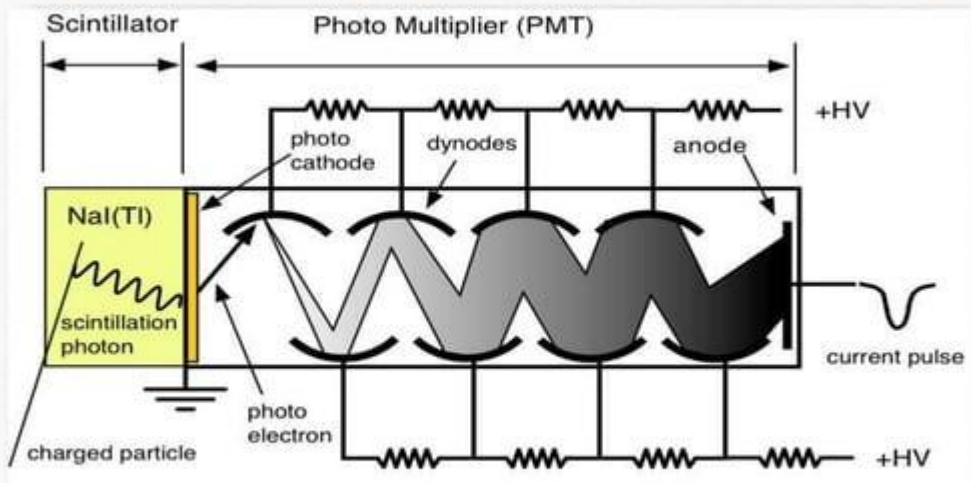 Scintillator
Photo Multiplier (PMT)
+HV
photo
cathode
dynodes
anode
NaI(Tl)
scintillation
photon
current pulse
photo
electron
charged particle
+HV